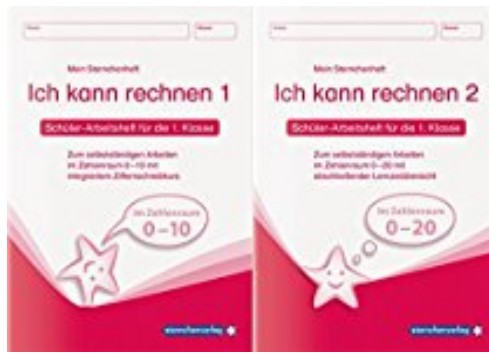 Mein Sternchenheft
Ich kann rechnen 1
Schüler-Arbeitsheft für die 1. Klasse
Zum selbstständigen Arbeiten
im Zahlenraum 0–10 mit
integriertem Ziffernschreibkurs
im Zahlenraum
0–10
sternchenverlag
Mein Sternchenheft
Ich kann rechnen 2
Schüler-Arbeitsheft für die 1. Klasse
Zum selbstständigen Arbeiten
im Zahlenraum 0–20 mit
abschließender Lernzielübersicht
im Zahlenraum
0–20
sternchenverlag